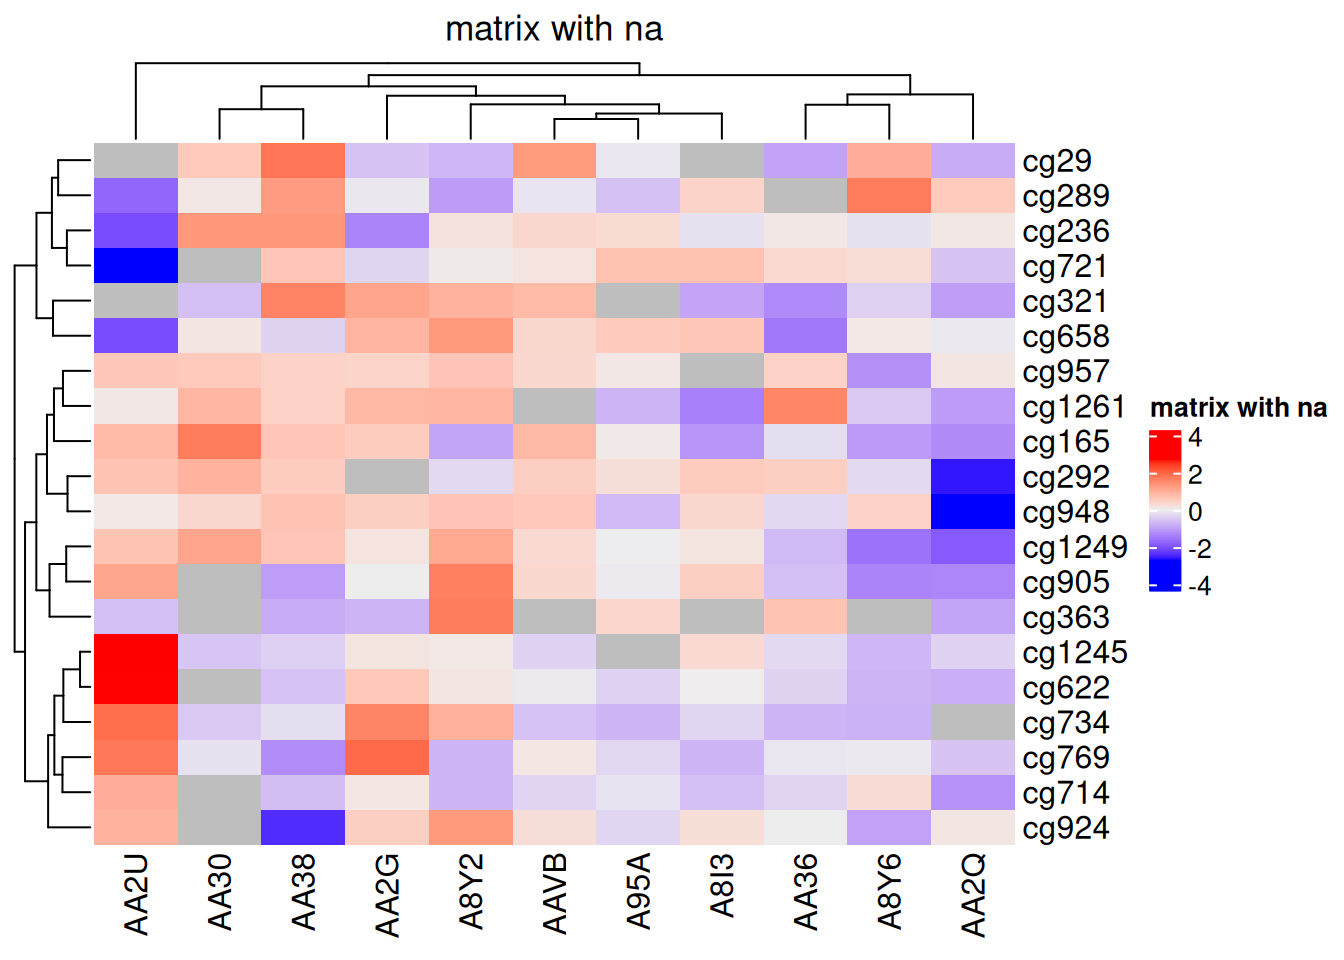 matrix with na
cg29
cg289
cg236
cg721
cg321
cg658
cg957
cg1261
cg165
cg292
cg948
cg1249
cg905
cg363
cg1245
cg622
cg734
cg769
cg714
cg924
matrix with na
4
2
0
-2
-4
AA2U
AA30
AA38
AA2G
A8Y2
AAVB
A95A
A8I3
AA36
A8Y6
AA2Q